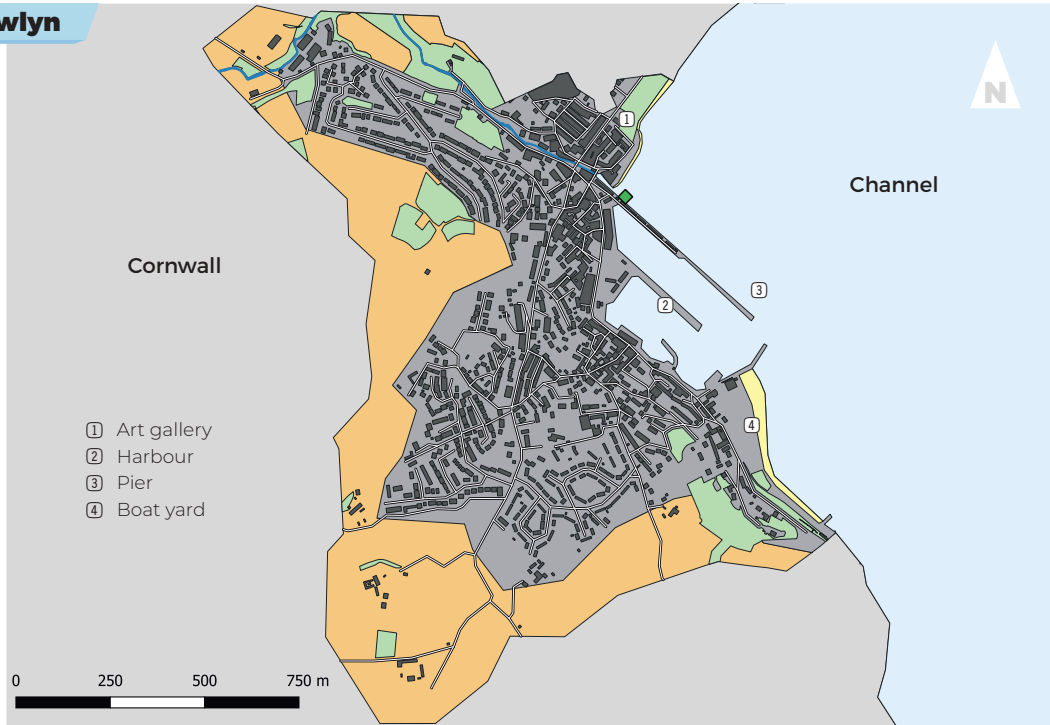 wlyn
N
1
Channel
Cornwall
3
2
4
1 Art gallery
2 Harbour
3 Pier
4 Boat yard
0 250 500 750 m